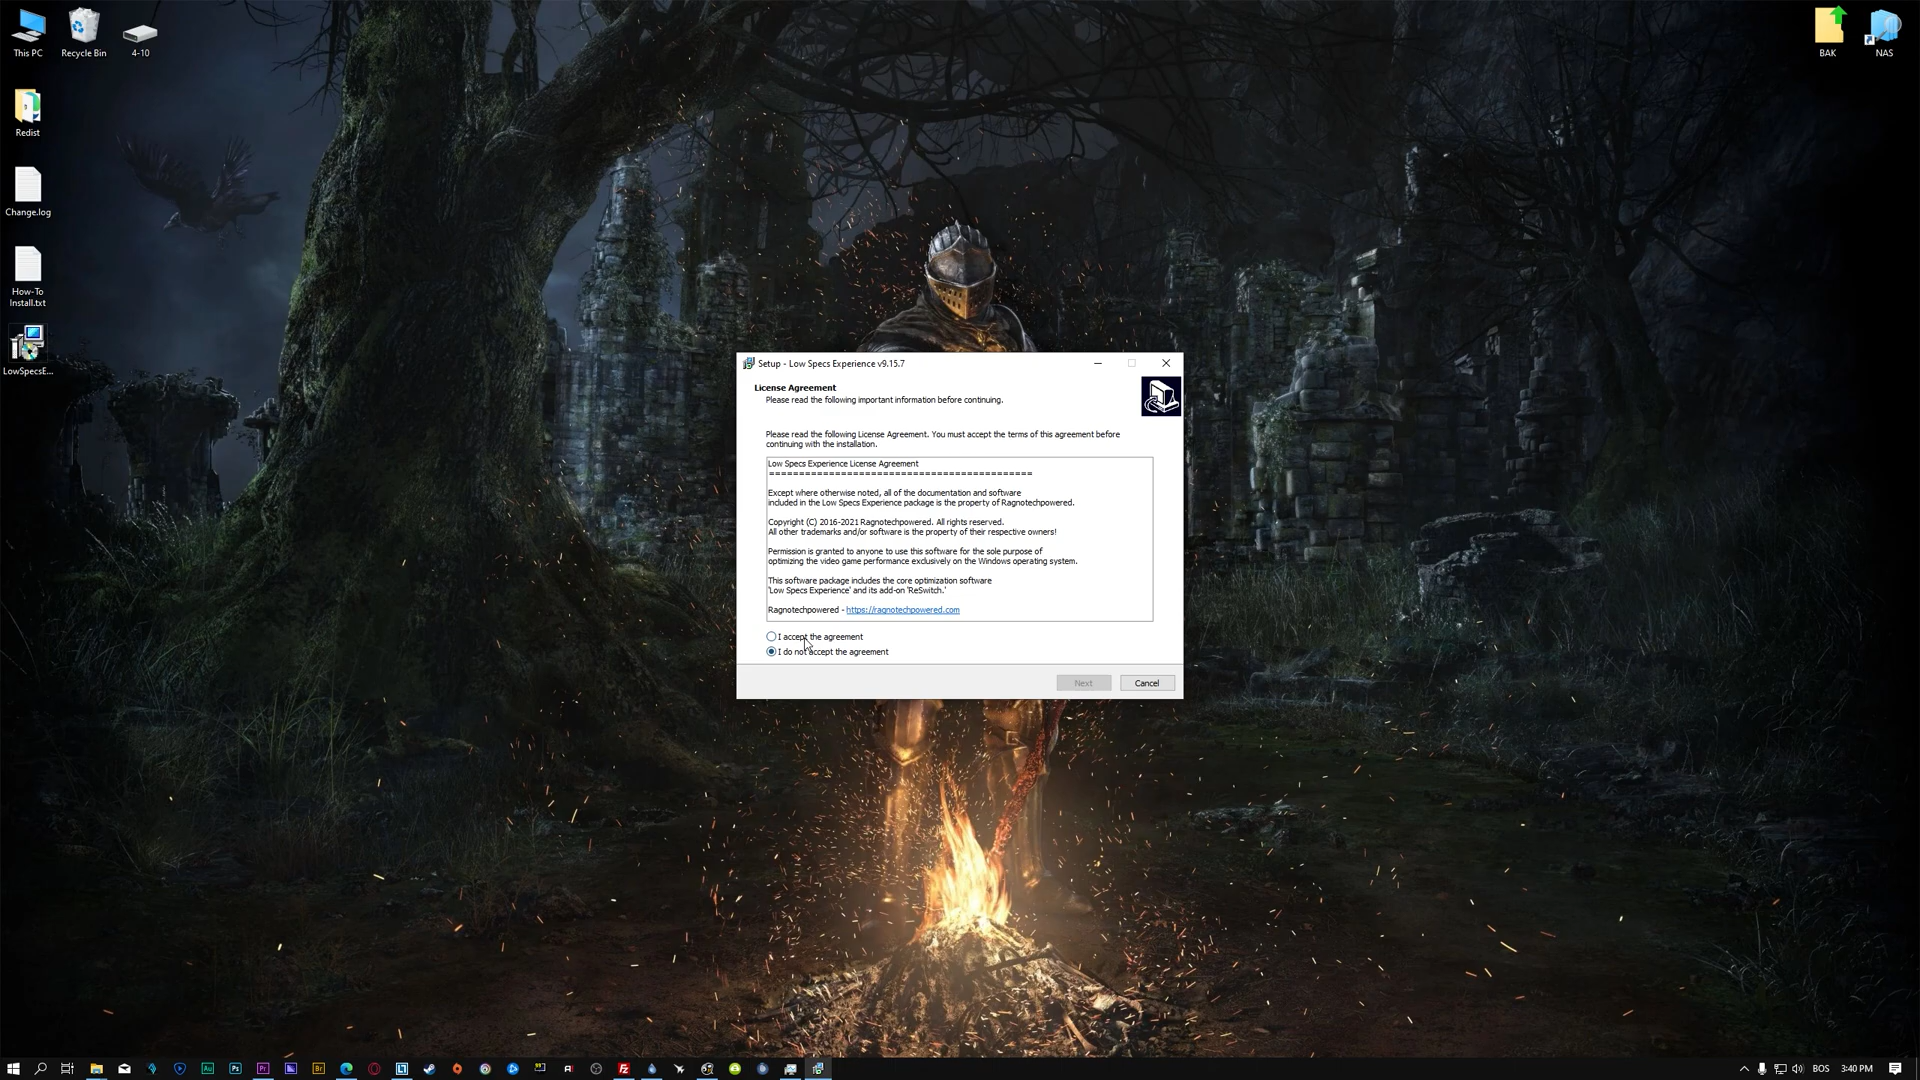 This PC
Recycle Bin
4-10
BAK
NAS
Redist
Change.log
How-To
Install.txt
LowSpecsE...
Setup - Low Specs Experience v9.15.7
License Agreement
Please read the following important information before continuing.
Please read the following License Agreement. You must accept the terms of this agreement before
continuing with the installation.
Low Specs Experience License Agreement
============================================
Except where otherwise noted, all of the documentation and software
included in the Low Specs Experience package is the property of Ragnotechpowered.
Copyright (C) 2016-2021 Ragnotechpowered. All rights reserved.
All other trademarks and/or software is the property of their respective owners!
Permission is granted to anyone to use this software for the sole purpose of
optimizing the video game performance exclusively on the Windows operating system.
This software package includes the core optimization software
'Low Specs Experience' and its add-on 'ReSwitch.'
Ragnotechpowered - https://ragnotechpowered.com
I accept the agreement
I do not accept the agreement
Next
Cancel
Au
Ps
Pr
Br
BOS
3:40 PM